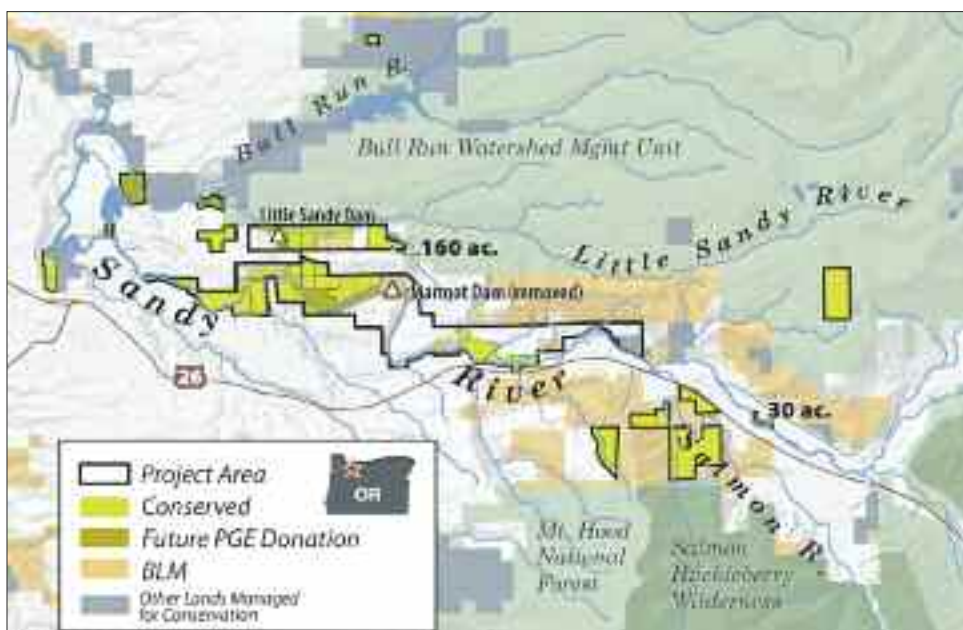 Bull Run R.
Bull Run Watershed Mgmt Unit
Little Sandy Dam
160 ac.
Little Sandy River
Marmot Dam (removed)
Sandy
River
26
30 ac.
Salmon R.
Project Area
OR
Conserved
Future PGE Donation
BLM
Other Lands Managed
for Conservation
Mt. Hood
National
Forest
Salmon
Huckleberry
Wilderness